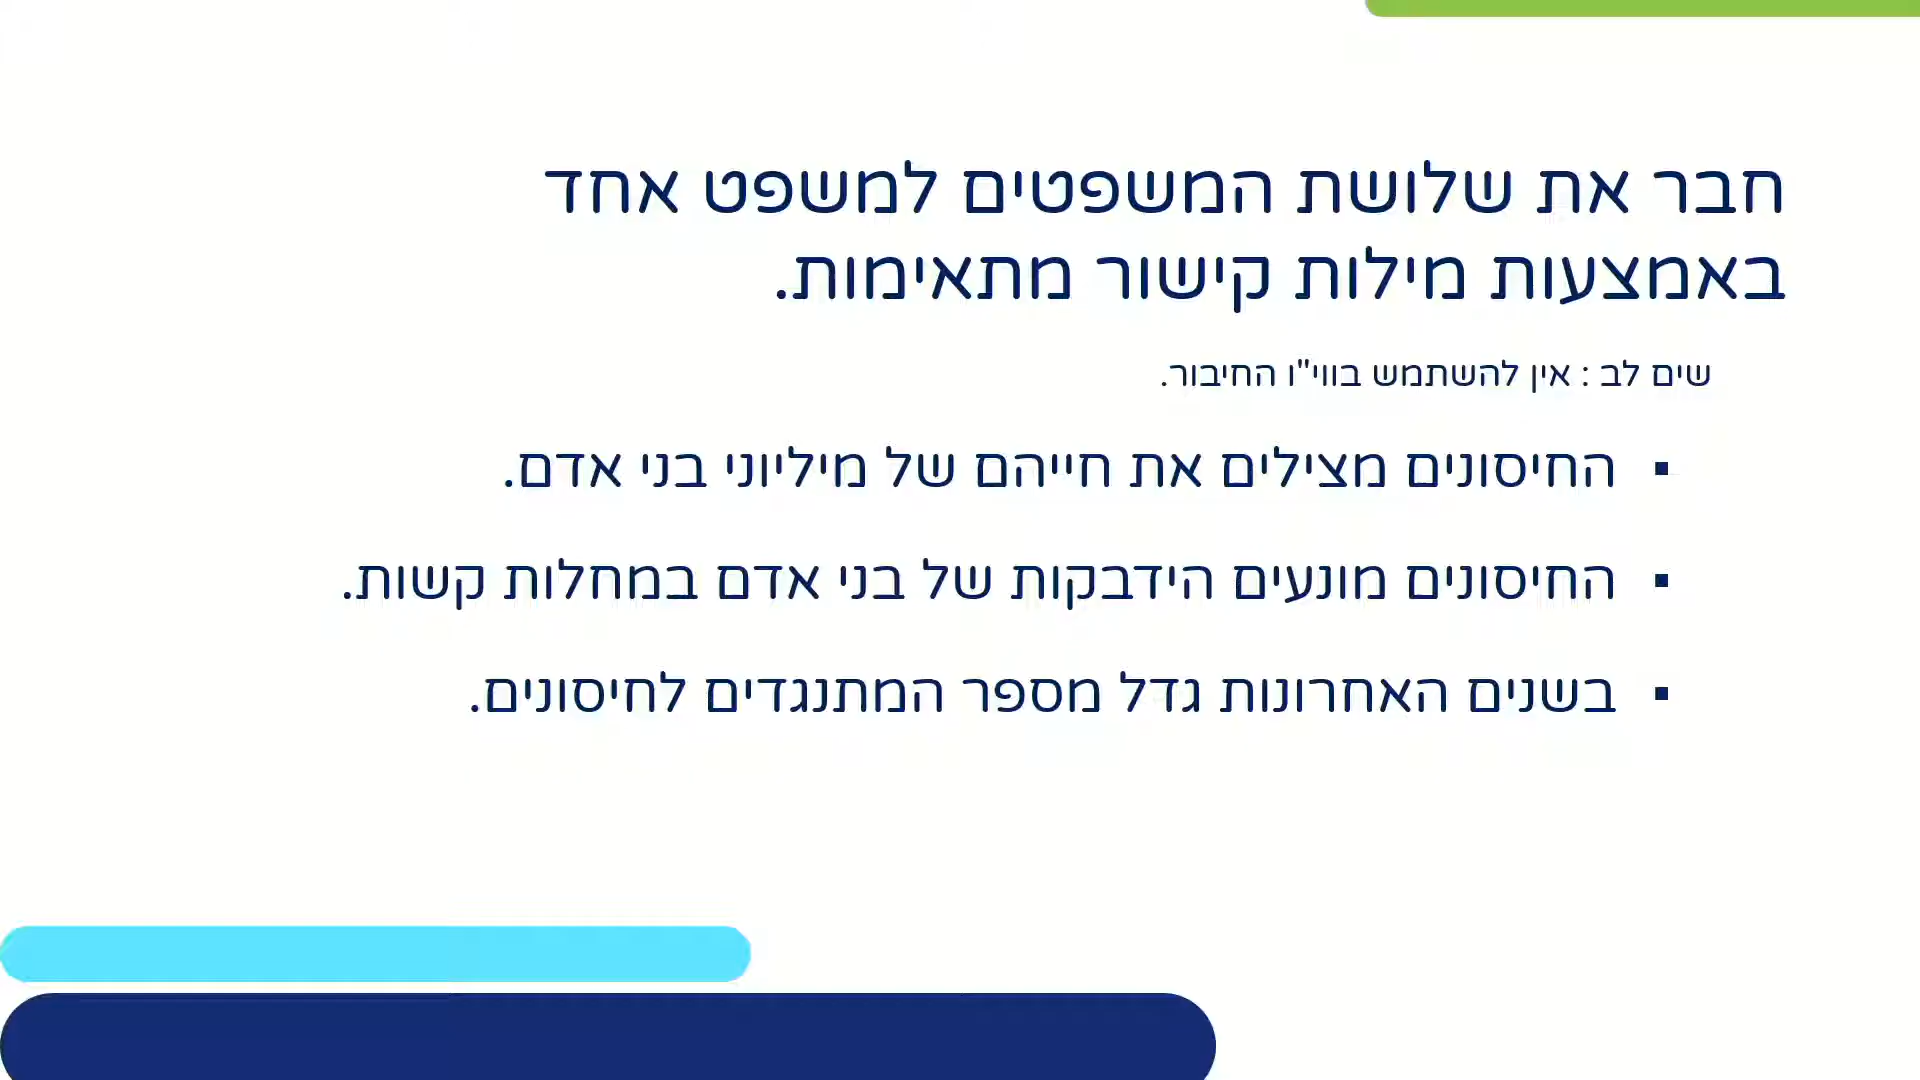 חבר את שלושת המשפטים למשפט אחד
באמצעות מילות קישור מתאימות.
שים לב : אין להשתמש בווי"ו החיבור.
▪ החיסונים מצילים את חייהם של מיליוני בני אדם.
▪ החיסונים מונעים הידבקות של בני אדם במחלות קשות.
▪ בשנים האחרונות גדל מספר המתנגדים לחיסונים.